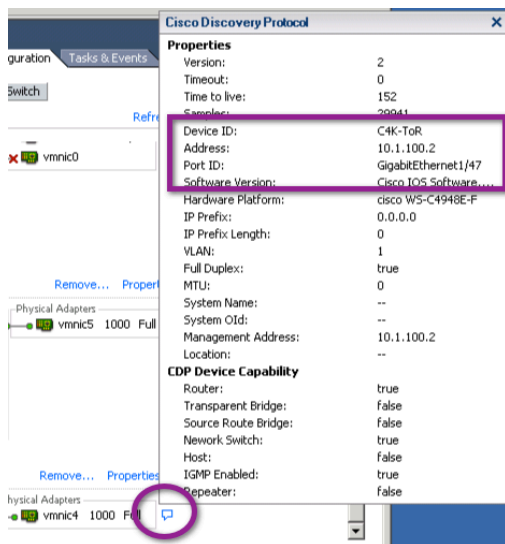 Cisco Discovery Protocol
Properties
Version: 2
Timeout: 0
Time to live: 152
Samples: 29941
Device ID: C4K-ToR
Address: 10.1.100.2
Port ID: GigabitEthernet1/47
Software Version: Cisco IOS Software....
Hardware Platform: cisco WS-C4948E-F
IP Prefix: 0.0.0.0
IP Prefix Length: 0
VLAN: 1
Full Duplex: true
MTU: 0
System Name: --
System OId: --
Management Address: 10.1.100.2
Location: --
CDP Device Capability
Router: true
Transparent Bridge: false
Source Route Bridge: false
Nework Switch: true
Host: false
IGMP Enabled: true
Repeater: false
guration Tasks & Events
Switch
Refre
vmnic0
Remove... Propert
Physical Adapters
vmnic5 1000 Full
Remove... Properties
hysical Adapters
vmnic4 1000 Full